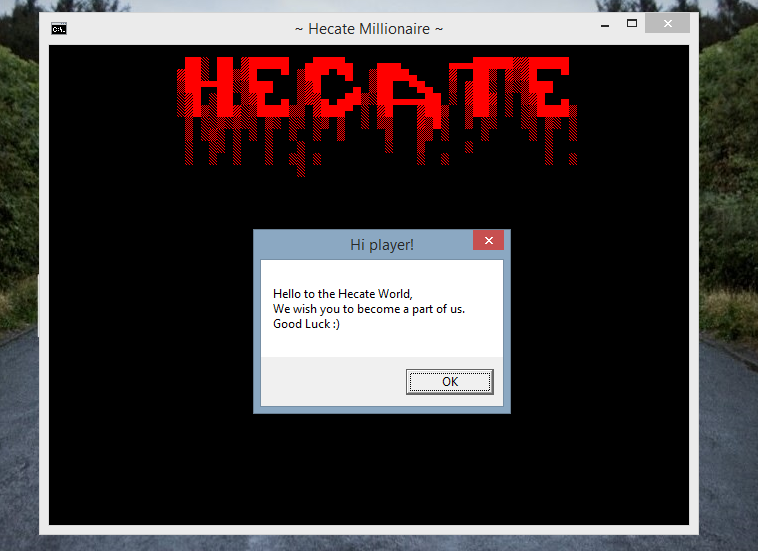 ~ Hecate Millionaire ~
HECATE
Hi player!
Hello to the Hecate World,
We wish you to become a part of us.
Good Luck :)
OK